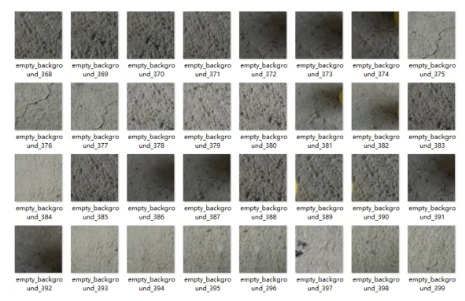 empty_backgro empty_backgro empty_backgro empty_backgro empty_backgro empty_backgro empty_backgro empty_backgro
und_368 und_369 und_370 und_371 und_372 und_373 und_374 und_375
empty_backgro empty_backgro empty_backgro empty_backgro empty_backgro empty_backgro empty_backgro empty_backgro
und_376 und_377 und_378 und_379 und_380 und_381 und_382 und_383
empty_backgro empty_backgro empty_backgro empty_backgro empty_backgro empty_backgro empty_backgro empty_backgro
und_384 und_385 und_386 und_387 und_388 und_389 und_390 und_391
empty_backgro empty_backgro empty_backgro empty_backgro empty_backgro empty_backgro empty_backgro empty_backgro
und_392 und_393 und_394 und_395 und_396 und_397 und_398 und_399